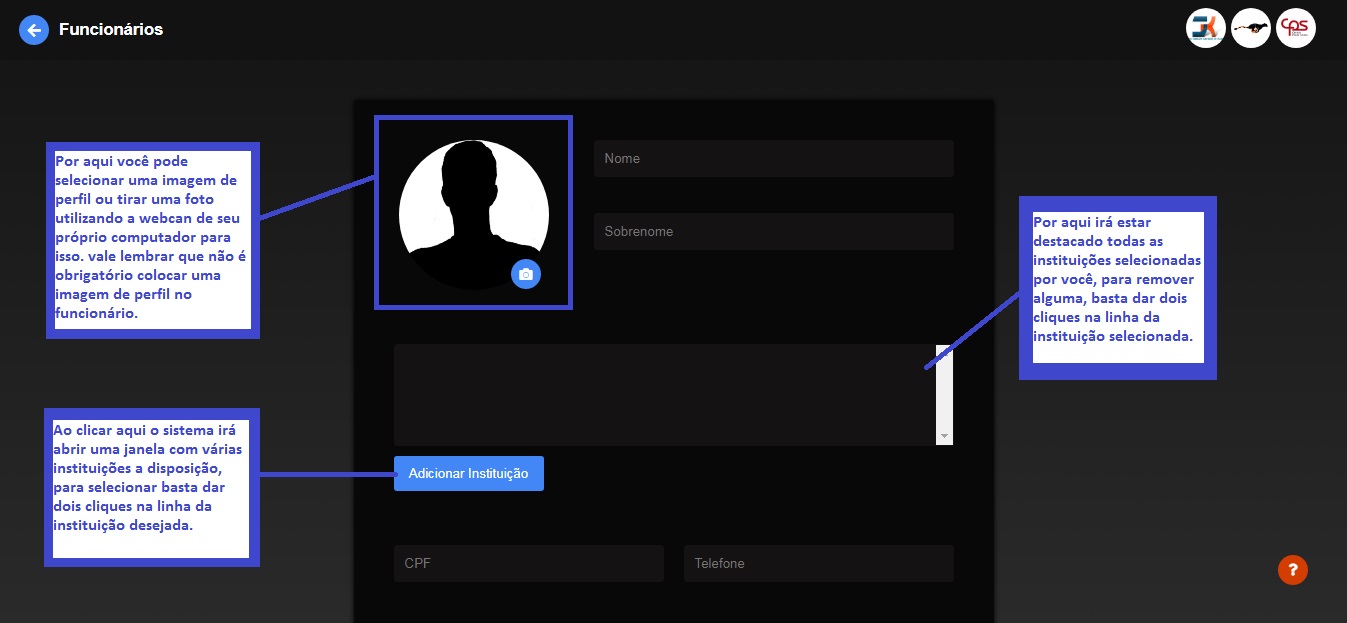 Funcionários
cps
Por aqui você pode
selecionar uma imagem de
perfil ou tirar uma foto
utilizando a webcan de seu
próprio computador para
isso. vale lembrar que não é
obrigatório colocar uma
imagem de perfil no
funcionário.
Nome
Sobrenome
Por aqui irá estar
destacado todas as
instituições selecionadas
por você, para remover
alguma, basta dar dois
cliques na linha da
instituição selecionada.
Ao clicar aqui o sistema irá
abrir uma janela com várias
instituições a disposição,
para selecionar basta dar
dois cliques na linha da
instituição desejada.
Adicionar Instituição
CPF
Telefone
?